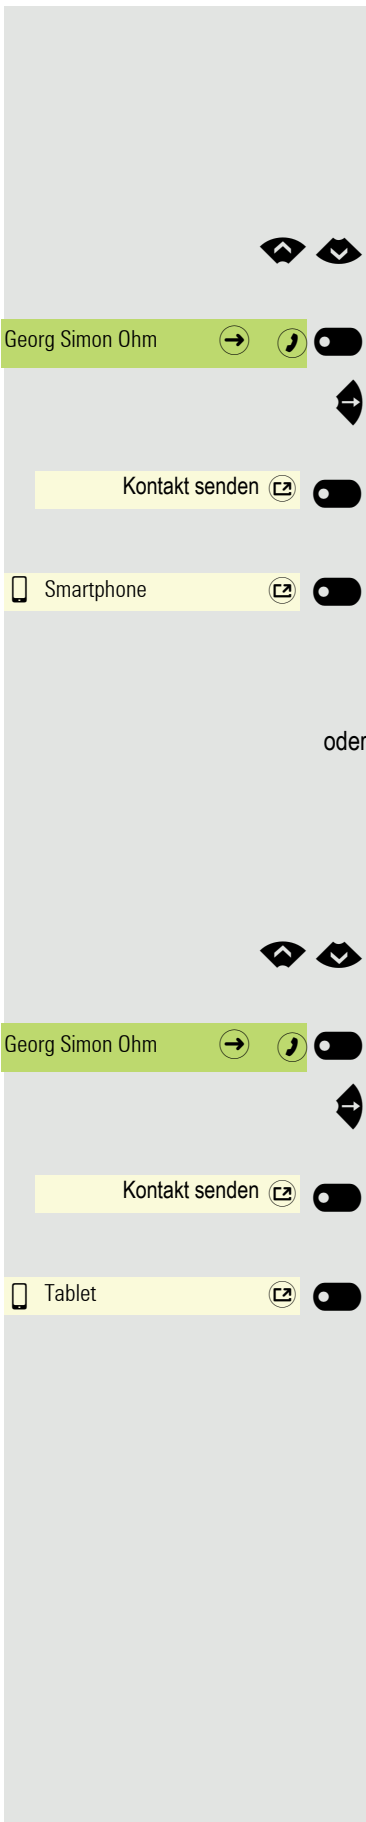 Georg Simon Ohm
Kontakt senden
Smartphone
oder
Georg Simon Ohm
Kontakt senden
Tablet